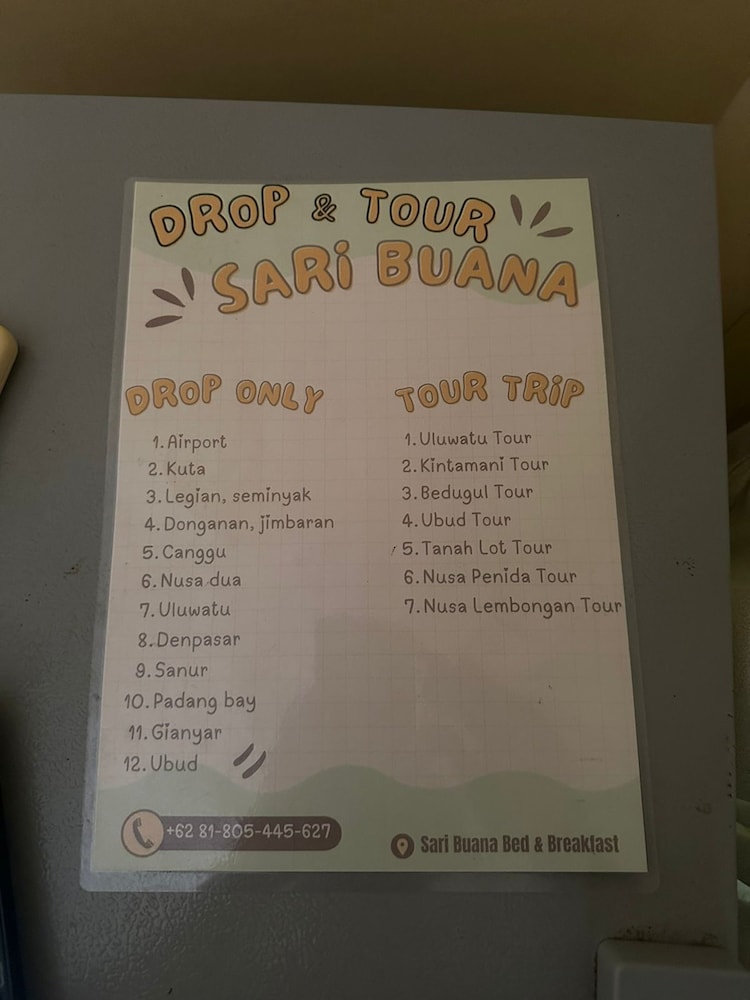 DROP & TOUR
SARi BUANA
DROP ONLY
1. Airport
2. Kuta
3. Legian, seminyak
4. Donganan, jimbaran
5. Canggu
6. Nusa dua
7. Uluwatu
8. Denpasar
9. Sanur
10. Padang bay
11. Gianyar
12. Ubud
TOUR TRiP
1. Uluwatu Tour
2. Kintamani Tour
3. Bedugul Tour
4. Ubud Tour
5. Tanah Lot Tour
6. Nusa Penida Tour
7. Nusa Lembongan Tour
+62 81-805-445-627
Sari Buana Bed & Breakfast